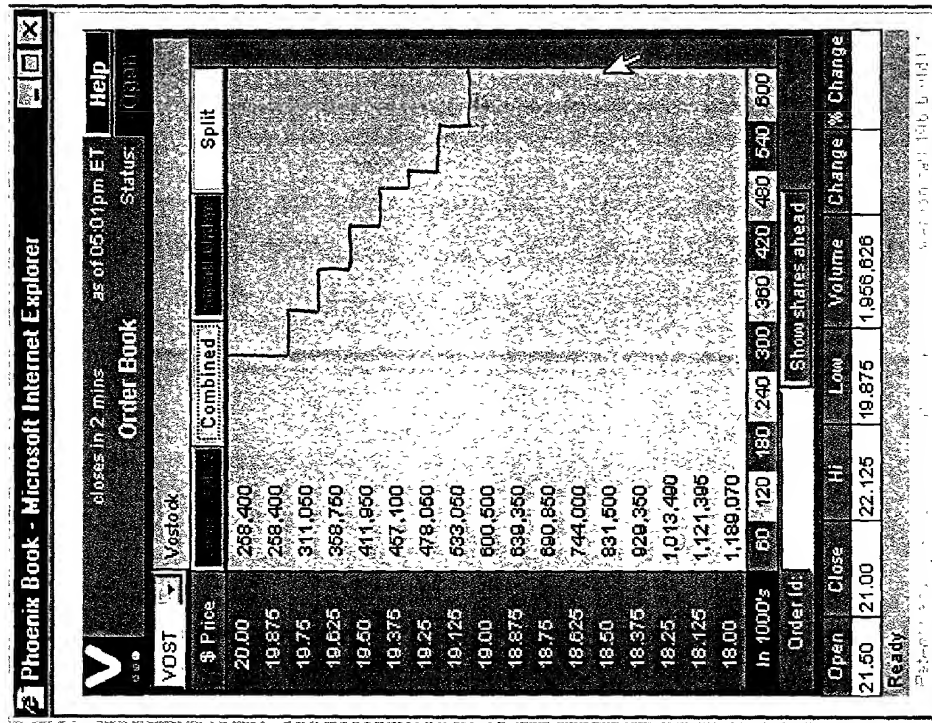 Phoenix Book - Microsoft Internet Explorer
closes in 2 mins as of 05:01pm ET Help
Order Book Status:
VOST Vostock
$ Price Combined Split
20.00 258,400
19.875 258,400
19.75 311,050
19.625 358,750
19.50 411,950
19.375 457,100
19.25 478,050
19.125 533,050
19.00 600,500
18.875 639,350
18.75 690,850
18.625 744,000
18.50 831,500
18.375 929,350
18.25 1,013,400
18.125 1,121,395
18.00 1,189,070
In 1000's 60 120 180 240 300 360 420 480 540 600
Order Id: Show shares ahead
Open Close Hi Low Volume Change % Change
21.50 21.00 22.125 19.875 1,956,626
Ready